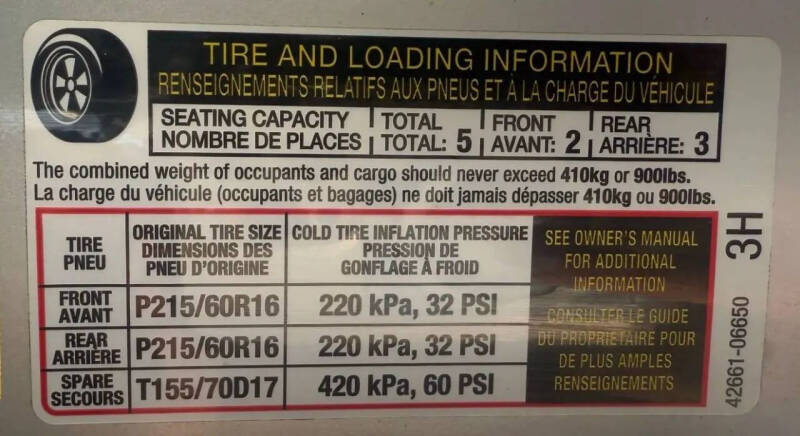 TIRE AND LOADING INFORMATION
RENSEIGNEMENTS RELATIFS AUX PNEUS ET À LA CHARGE DU VÉHICULE
SEATING CAPACITY | TOTAL | FRONT | REAR
NOMBRE DE PLACES | TOTAL: 5 | AVANT: 2 | ARRIÈRE: 3
The combined weight of occupants and cargo should never exceed 410kg or 900lbs.
La charge du véhicule (occupants et bagages) ne doit jamais dépasser 410kg ou 900lbs.
TIRE
PNEU
ORIGINAL TIRE SIZE
DIMENSIONS DES
PNEU D'ORIGINE
COLD TIRE INFLATION PRESSURE
PRESSION DE
GONFLAGE À FROID
FRONT
AVANT
P215/60R16
220 kPa, 32 PSI
REAR
ARRIÈRE
P215/60R16
220 kPa, 32 PSI
SPARE
SECOURS
T155/70D17
420 kPa, 60 PSI
SEE OWNER'S MANUAL
FOR ADDITIONAL
INFORMATION
CONSULTER LE GUIDE
DU PROPRIÉTAIRE POUR
DE PLUS AMPLES
RENSEIGNEMENTS
3H
42661-06650